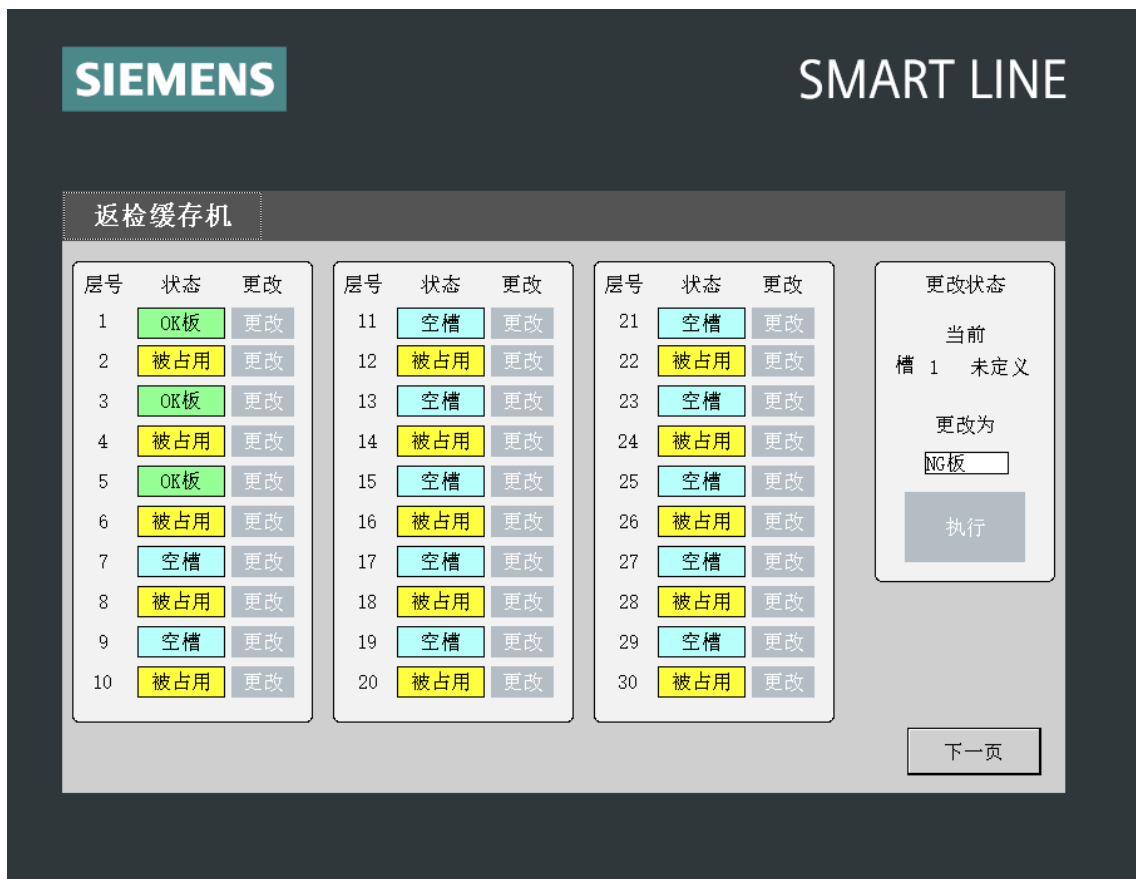 SIEMENS
SMART LINE
返检缓存机
层号 状态 更改
1 OK板 更改
2 被占用 更改
3 OK板 更改
4 被占用 更改
5 OK板 更改
6 被占用 更改
7 空槽 更改
8 被占用 更改
9 空槽 更改
10 被占用 更改
层号 状态 更改
11 空槽 更改
12 被占用 更改
13 空槽 更改
14 被占用 更改
15 空槽 更改
16 被占用 更改
17 空槽 更改
18 被占用 更改
19 空槽 更改
20 被占用 更改
层号 状态 更改
21 空槽 更改
22 被占用 更改
23 空槽 更改
24 被占用 更改
25 空槽 更改
26 被占用 更改
27 空槽 更改
28 被占用 更改
29 空槽 更改
30 被占用 更改
更改状态
当前
槽 1 未定义
更改为
NG板
执行
下一页